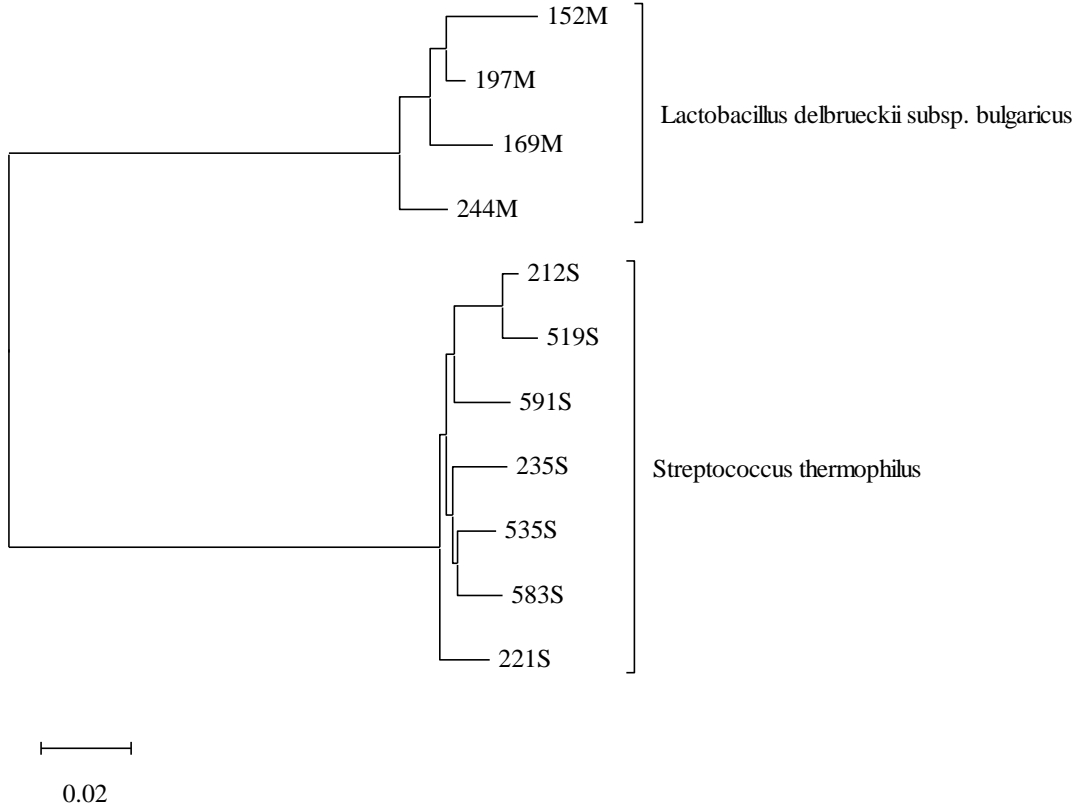 152M
197M
Lactobacillus delbrueckii subsp. bulgaricus
169M
244M
212S
519S
591S
235S
Streptococcus thermophilus
535S
583S
221S
0.02